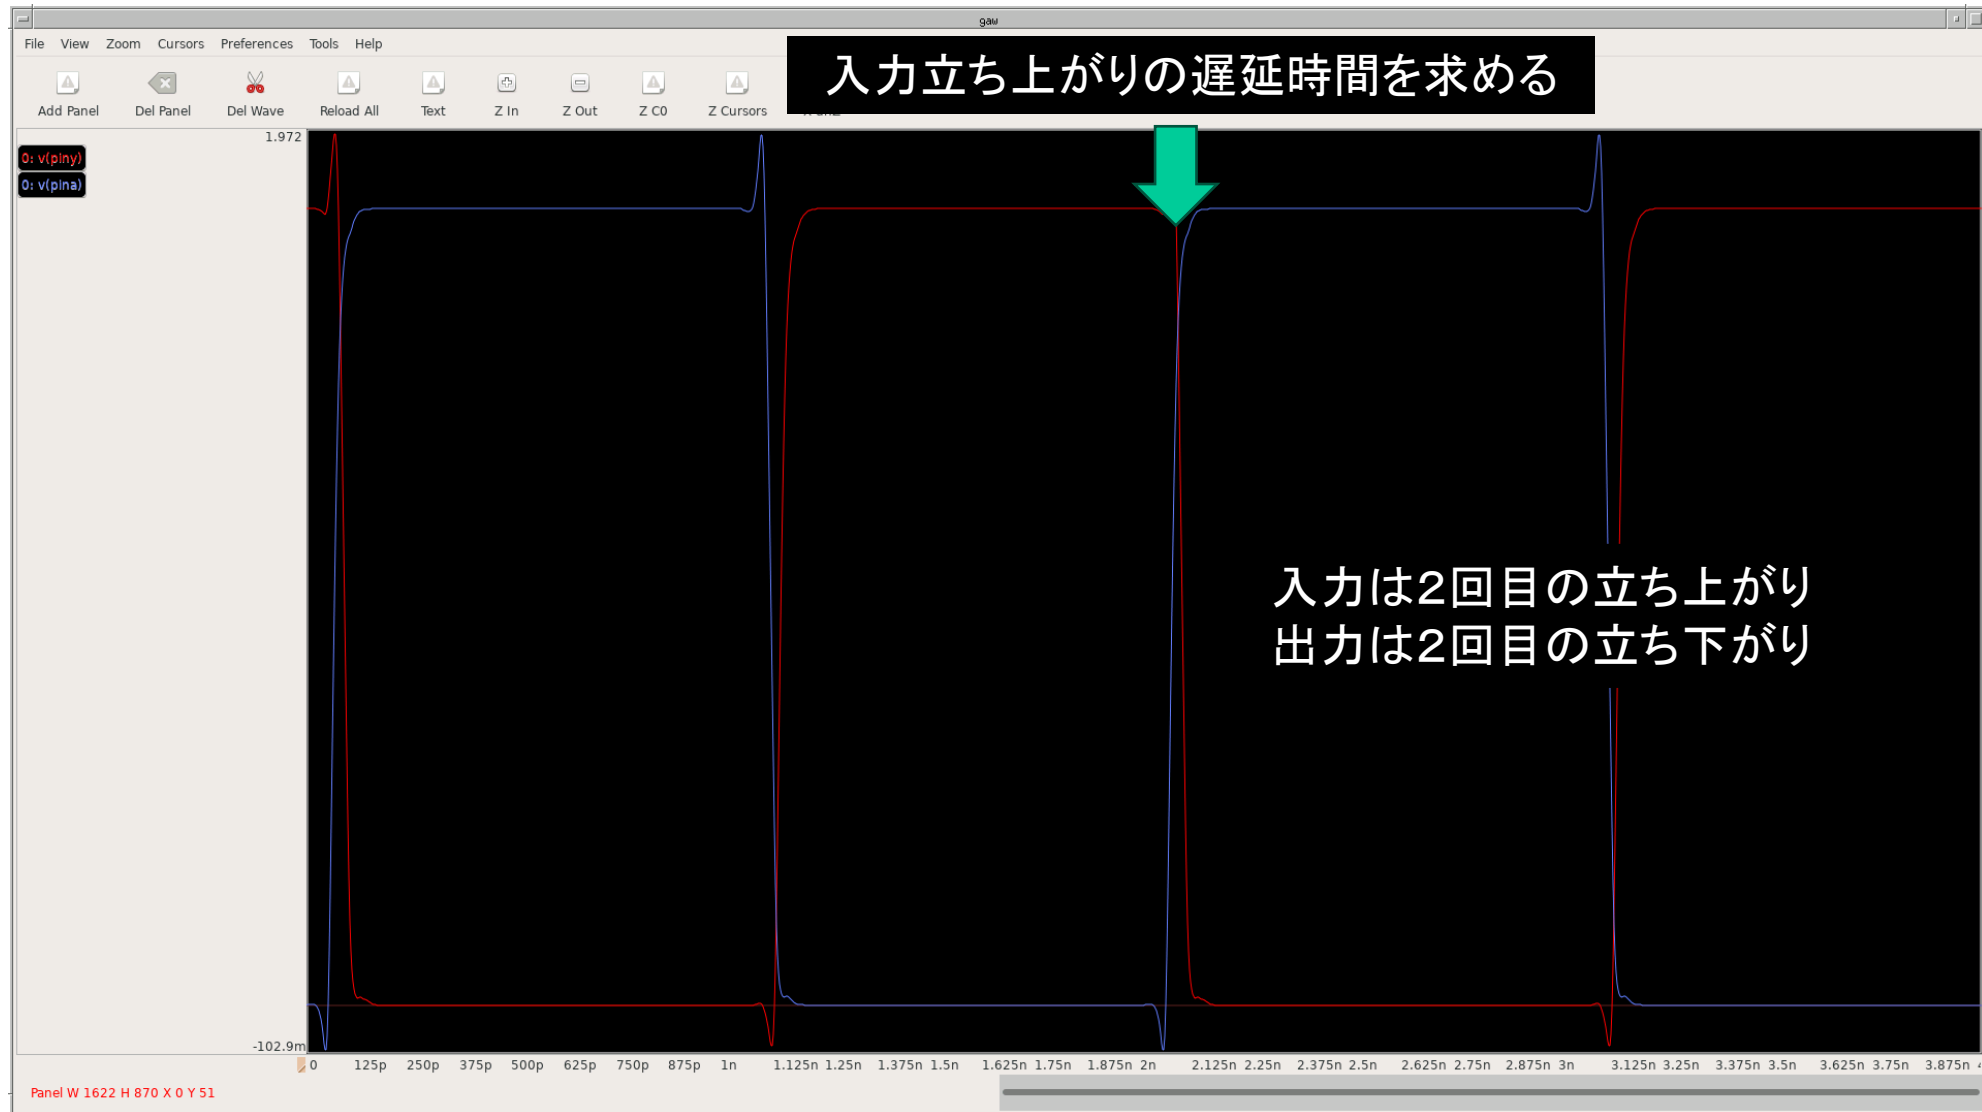 gaw
File View Zoom Cursors Preferences Tools Help
入力立ち上がりの遅延時間を求める
Add Panel Del Panel Del Wave Reload All Text Z In Z Out Z C0 Z Cursors
1.972
0: v(piny)
0: v(pina)
入力は２回目の立ち上がり
出力は２回目の立ち下がり
-102.9m
0 125p 250p 375p 500p 625p 750p 875p 1n 1.125n 1.25n 1.375n 1.5n 1.625n 1.75n 1.875n 2n 2.125n 2.25n 2.375n 2.5n 2.625n 2.75n 2.875n 3n 3.125n 3.25n 3.375n 3.5n 3.625n 3.75n 3.875n
Panel W 1622 H 870 X 0 Y 51